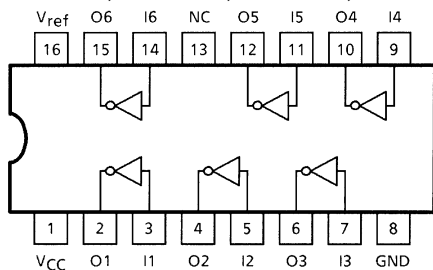 Vref O6 I6 NC O5 I5 O4 I4
16 15 14 13 12 11 10 9
1 2 3 4 5 6 7 8
VCC O1 I1 O2 I2 O3 I3 GND